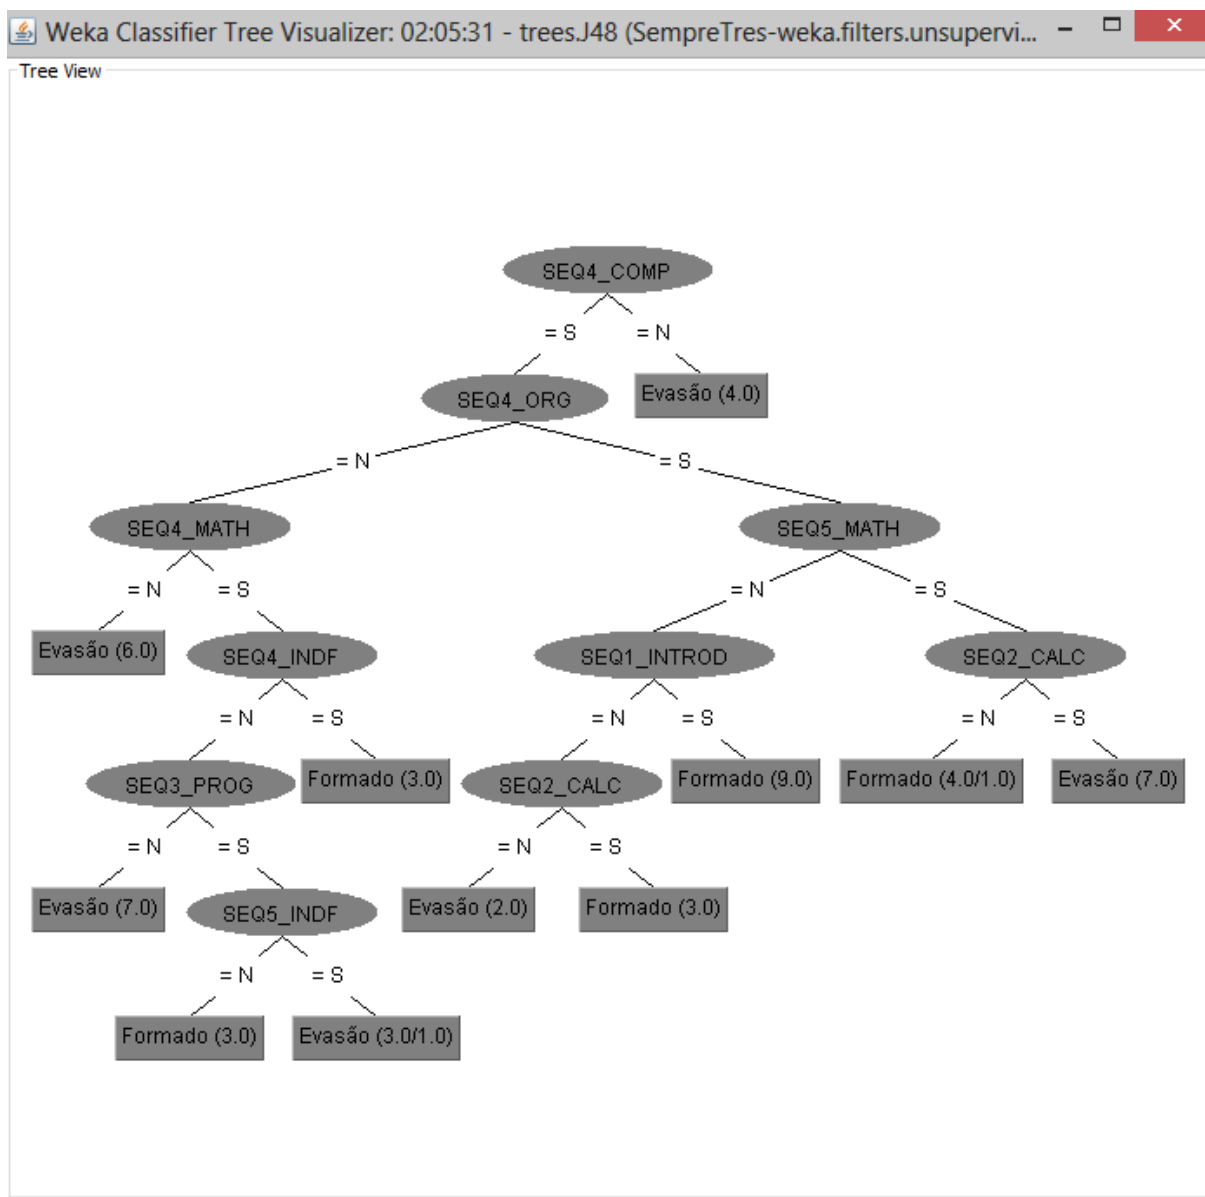 Weka Classifier Tree Visualizer: 02:05:31 - trees.J48 (SempreTres-weka.filters.unsupervi...
Tree View
SEQ4_COMP
= S = N
SEQ4_ORG Evasão (4.0)
= N = S
SEQ4_MATH SEQ5_MATH
= N = S = N = S
Evasão (6.0) SEQ4_INDF SEQ1_INTROD SEQ2_CALC
= N = S = N = S = N = S
SEQ3_PROG Formado (3.0) SEQ2_CALC Formado (9.0) Formado (4.0/1.0) Evasão (7.0)
= N = S = N = S
Evasão (7.0) SEQ5_INDF Evasão (2.0) Formado (3.0)
= N = S
Formado (3.0) Evasão (3.0/1.0)